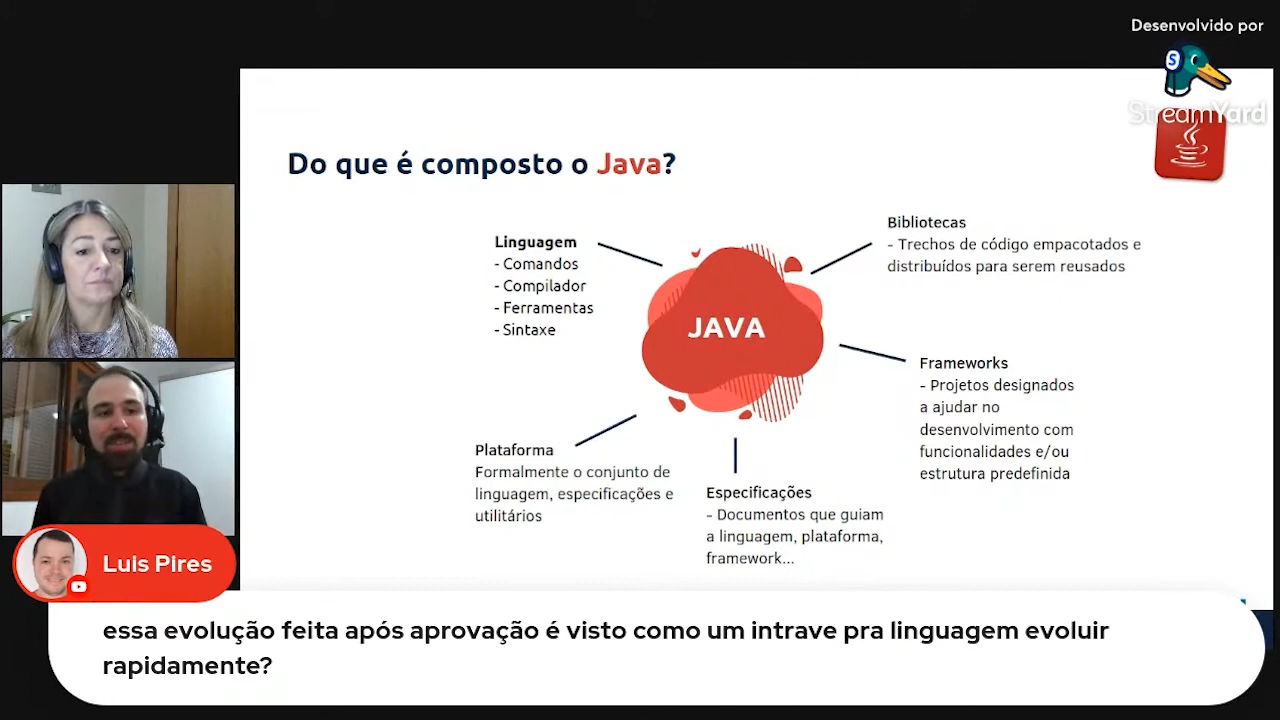 Desenvolvido por
S
StreamYard
Do que é composto o Java?
Linguagem
- Comandos
- Compilador
- Ferramentas
- Sintaxe
Bibliotecas
- Trechos de código empacotados e
distribuídos para serem reusados
JAVA
Frameworks
- Projetos designados
a ajudar no
desenvolvimento com
funcionalidades e/ou
estrutura predefinida
Plataforma
Formalmente o conjunto de
linguagem, especificações e
utilitários
Especificações
- Documentos que guiam
a linguagem, plataforma,
framework...
Luis Pires
essa evolução feita após aprovação é visto como um intrave pra linguagem evoluir
rapidamente?